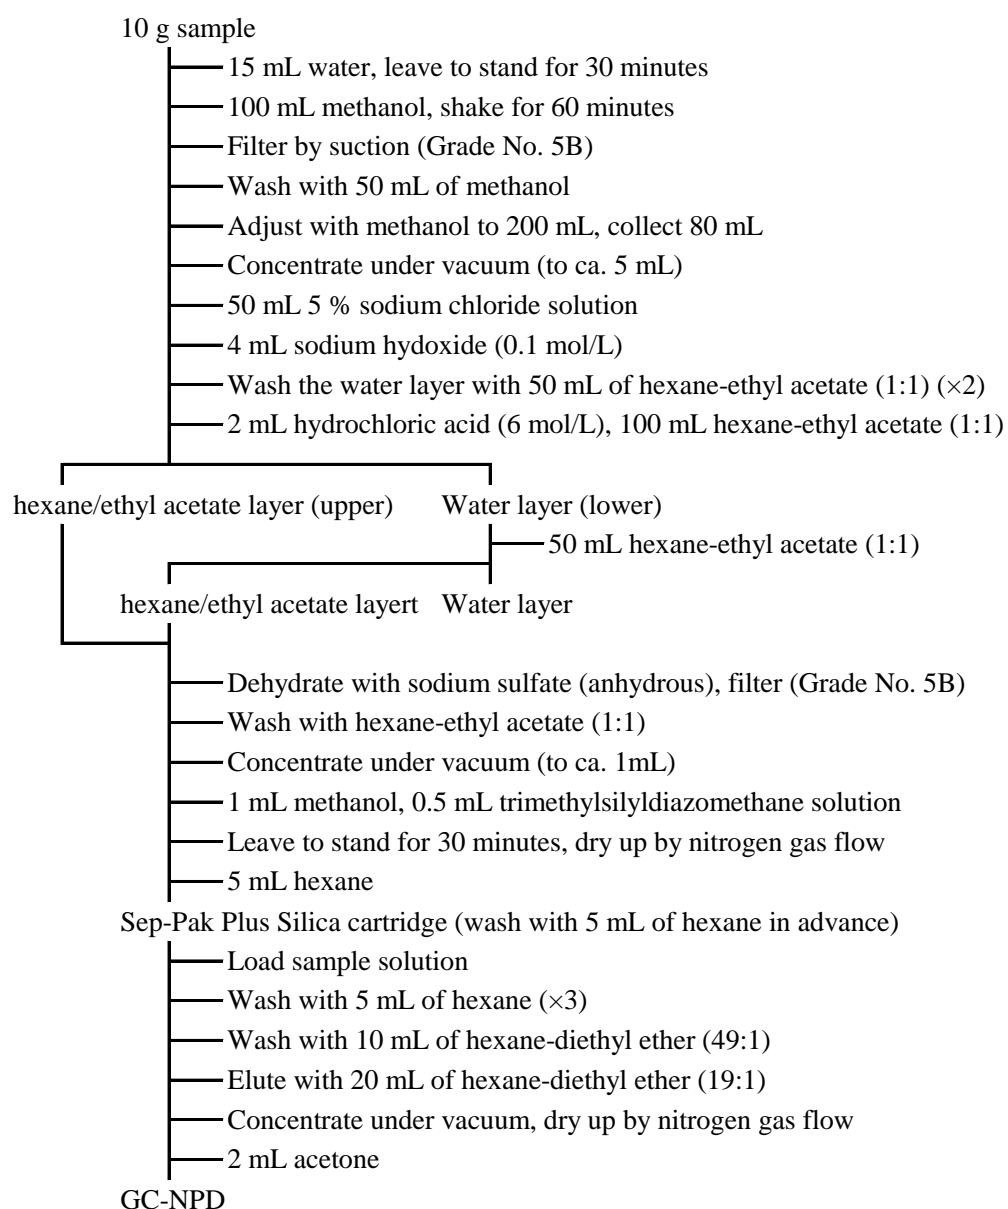 10 g sample
15 mL water, leave to stand for 30 minutes
100 mL methanol, shake for 60 minutes
Filter by suction (Grade No. 5B)
Wash with 50 mL of methanol
Adjust with methanol to 200 mL, collect 80 mL
Concentrate under vacuum (to ca. 5 mL)
50 mL 5 % sodium chloride solution
4 mL sodium hydoxide (0.1 mol/L)
Wash the water layer with 50 mL of hexane-ethyl acetate (1:1) (×2)
2 mL hydrochloric acid (6 mol/L), 100 mL hexane-ethyl acetate (1:1)
hexane/ethyl acetate layer (upper) Water layer (lower)
50 mL hexane-ethyl acetate (1:1)
hexane/ethyl acetate layert Water layer
Dehydrate with sodium sulfate (anhydrous), filter (Grade No. 5B)
Wash with hexane-ethyl acetate (1:1)
Concentrate under vacuum (to ca. 1mL)
1 mL methanol, 0.5 mL trimethylsilyldiazomethane solution
Leave to stand for 30 minutes, dry up by nitrogen gas flow
5 mL hexane
Sep-Pak Plus Silica cartridge (wash with 5 mL of hexane in advance)
Load sample solution
Wash with 5 mL of hexane (×3)
Wash with 10 mL of hexane-diethyl ether (49:1)
Elute with 20 mL of hexane-diethyl ether (19:1)
Concentrate under vacuum, dry up by nitrogen gas flow
2 mL acetone
GC-NPD